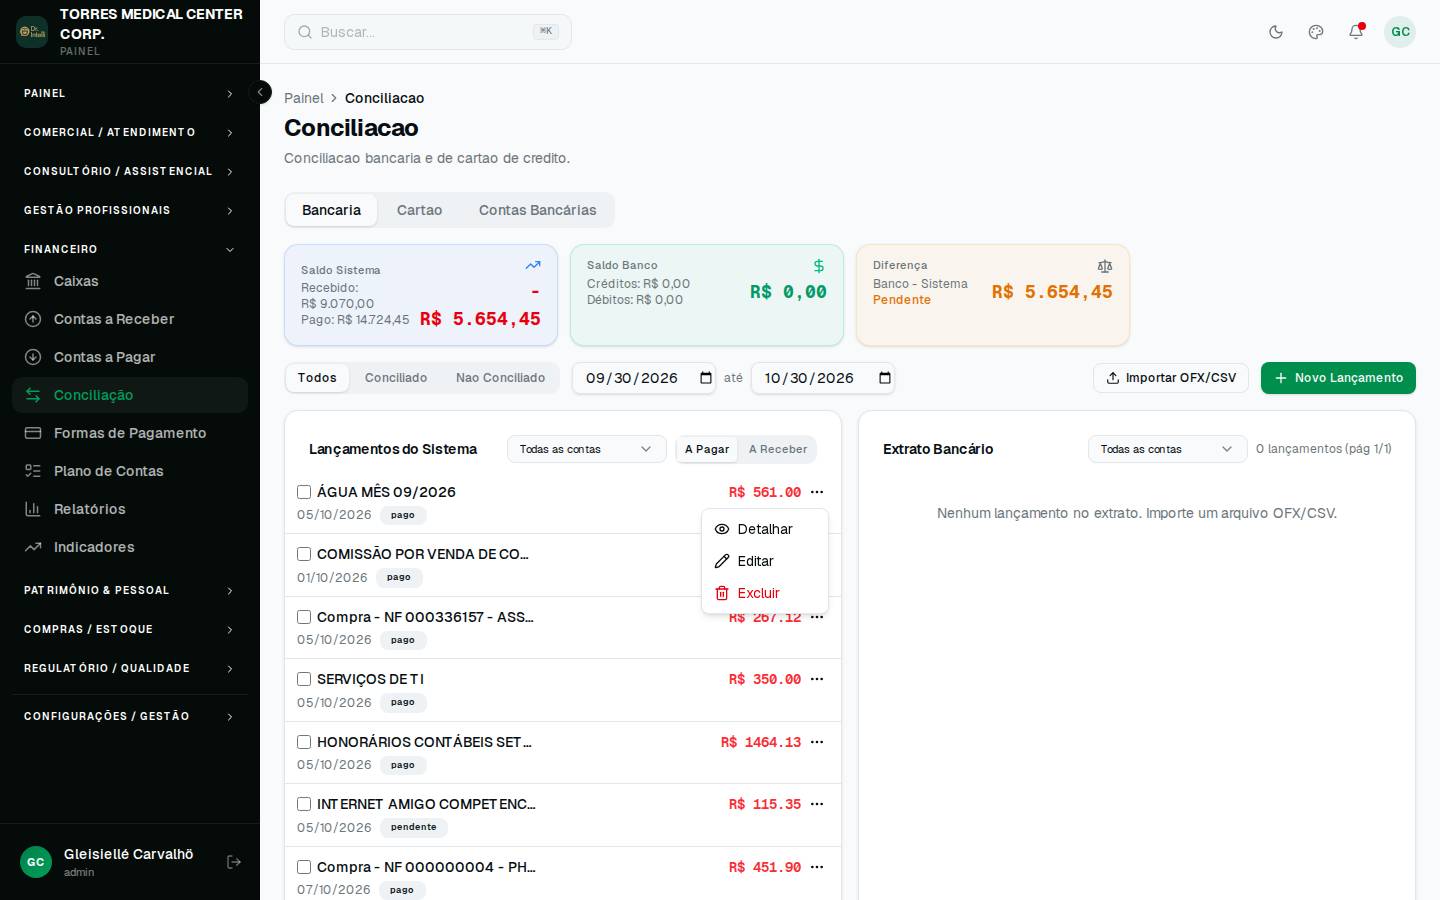 TORRES MEDICAL CENTER
CORP.
PAINEL
PAINEL
COMERCIAL / ATENDIMENTO
CONSULTÓRIO / ASSISTENCIAL
GESTÃO PROFISSIONAIS
FINANCEIRO
Caixas
Contas a Receber
Contas a Pagar
Conciliação
Formas de Pagamento
Plano de Contas
Relatórios
Indicadores
PATRIMÔNIO & PESSOAL
COMPRAS / ESTOQUE
REGULATÓRIO / QUALIDADE
CONFIGURAÇÕES / GESTÃO
GC
Gleisiellé Carvalhö
admin
Buscar...
⌘K
GC
Painel > Conciliacao
Conciliacao
Conciliacao bancaria e de cartao de credito.
Bancaria Cartao Contas Bancárias
Saldo Sistema
Recebido:
R$ 9.070,00
Pago: R$ 14.724,45
-
R$ 5.654,45
Saldo Banco
Créditos: R$ 0,00
Débitos: R$ 0,00
R$ 0,00
Diferença
Banco - Sistema
Pendente
R$ 5.654,45
Todos Conciliado Nao Conciliado
09/30/2026 até 10/30/2026
Importar OFX/CSV
Novo Lançamento
Lançamentos do Sistema
Todas as contas
A Pagar A Receber
ÁGUA MÊS 09/2026 R$ 561.00
05/10/2026 pago
Detalhar
Editar
Excluir
COMISSÃO POR VENDA DE CO...
01/10/2026 pago
Compra - NF 000336157 - ASS... R$ 267.12
05/10/2026 pago
SERVIÇOS DE TI R$ 350.00
05/10/2026 pago
HONORÁRIOS CONTÁBEIS SET... R$ 1464.13
05/10/2026 pago
INTERNET AMIGO COMPETENC... R$ 115.35
05/10/2026 pendente
Compra - NF 000000004 - PH... R$ 451.90
07/10/2026 pago
Extrato Bancário
Todas as contas
0 lançamentos (pág 1/1)
Nenhum lançamento no extrato. Importe um arquivo OFX/CSV.